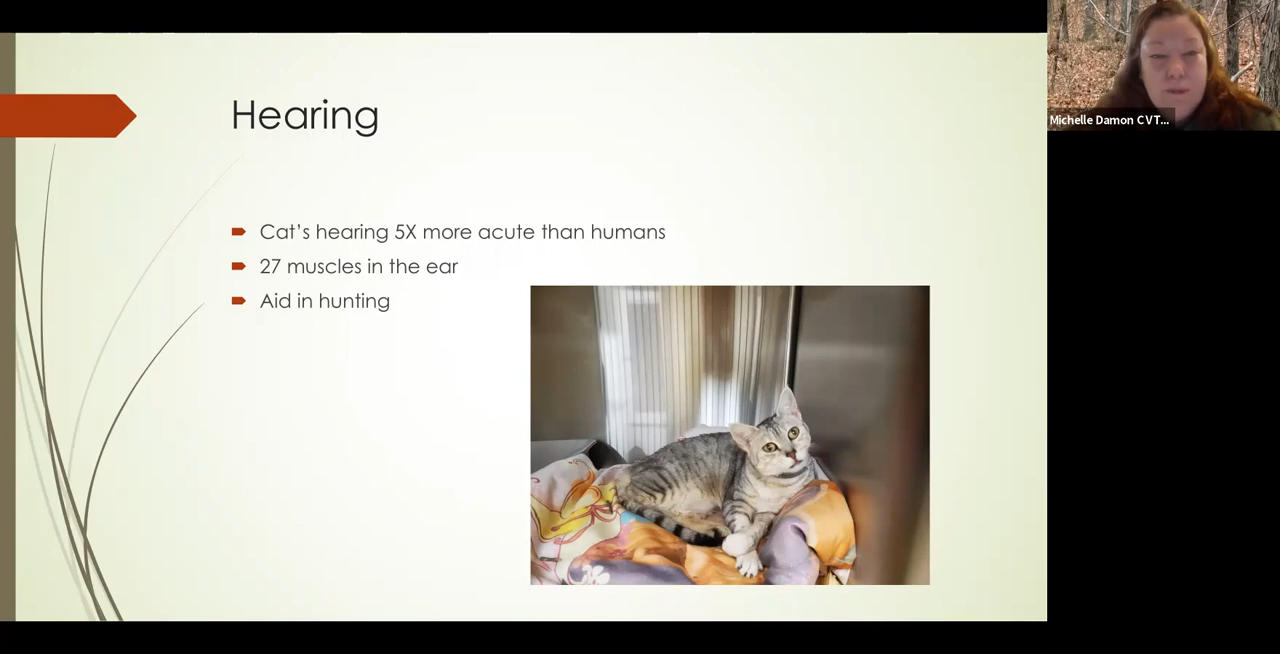 Hearing
Cat’s hearing 5X more acute than humans
27 muscles in the ear
Aid in hunting
Michelle Damon CVT...